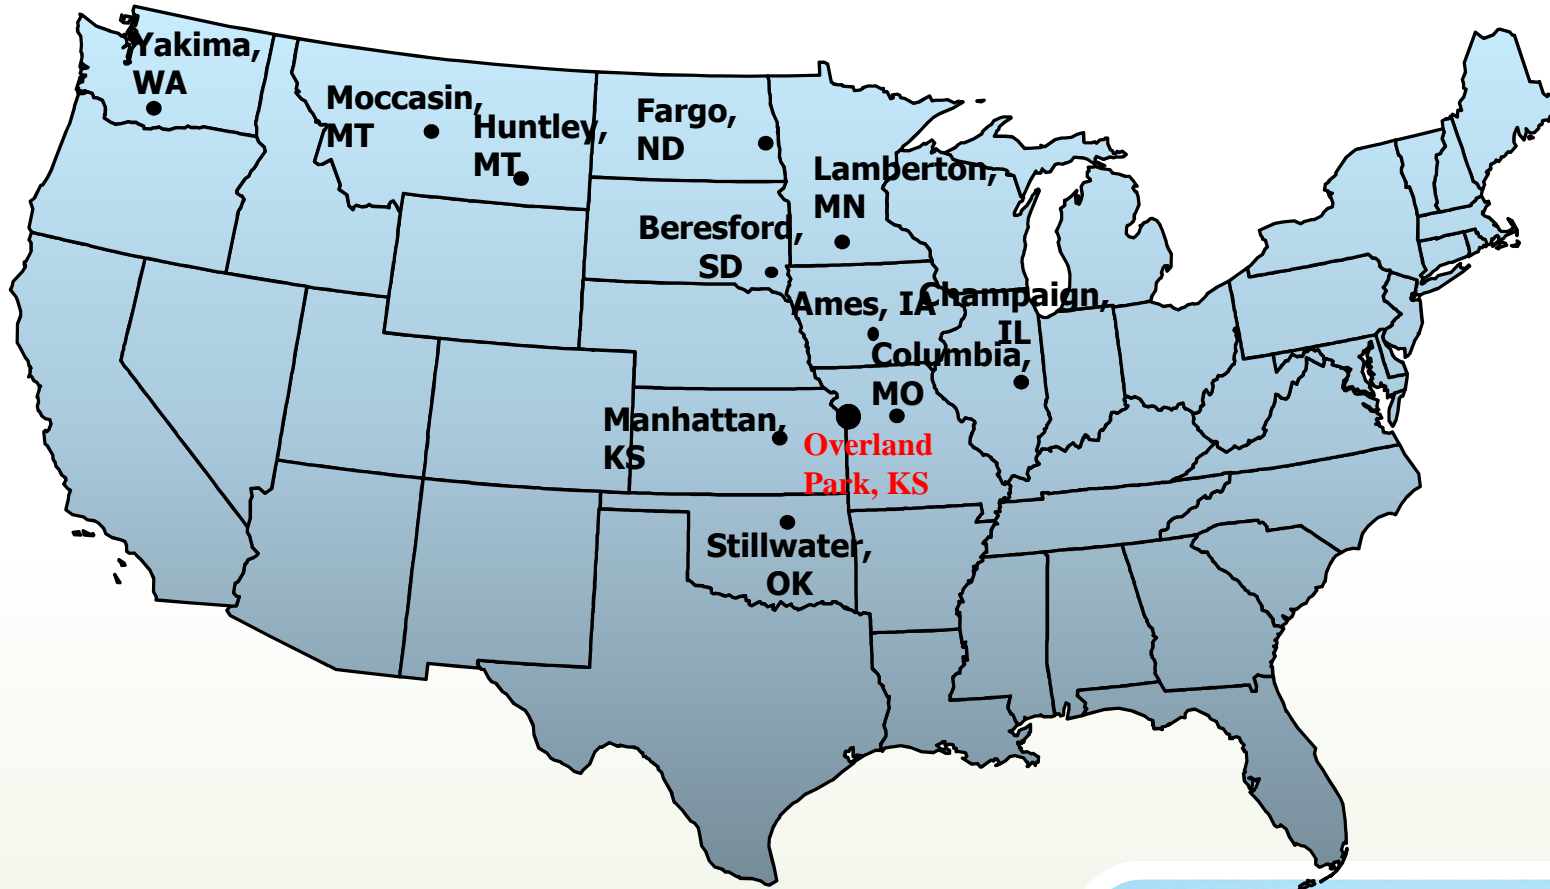 Yakima,
WA
Moccasin,
MT
Huntley,
MT
Fargo,
ND
Lamberton,
MN
Beresford,
SD
Ames, IA
Champaign,
IL
Columbia,
MO
Manhattan,
KS
Overland
Park, KS
Stillwater,
OK